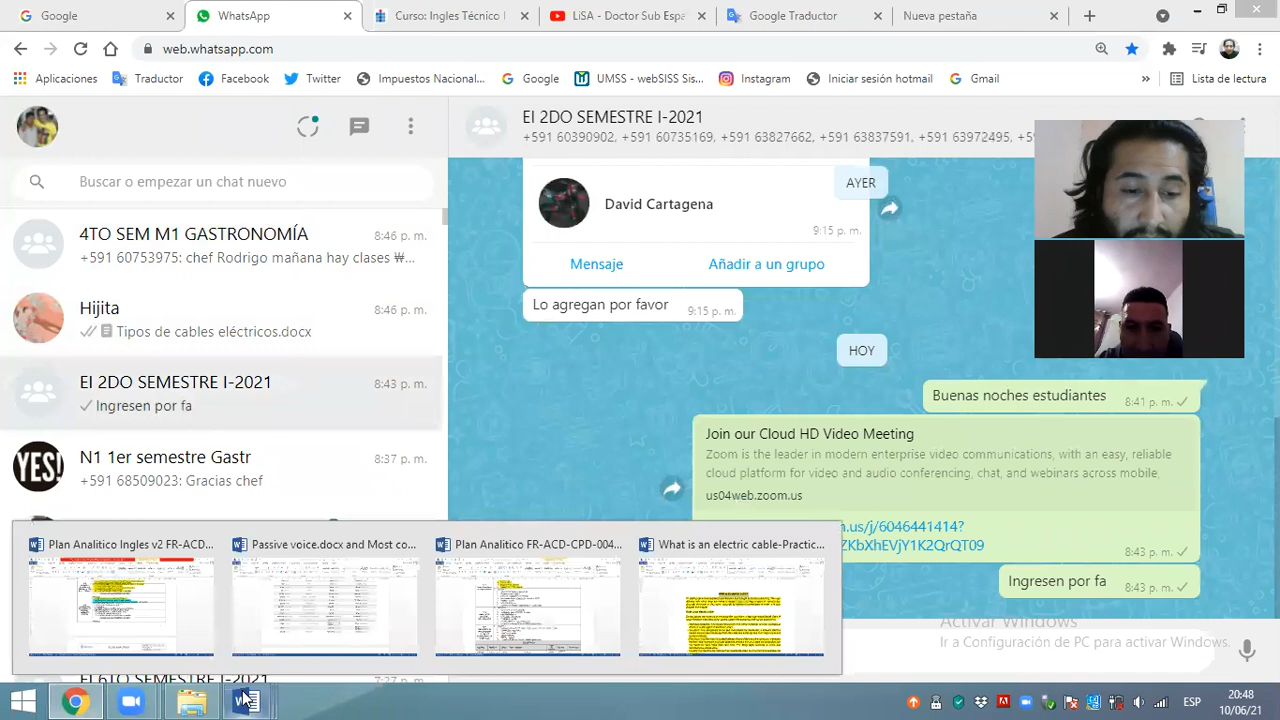 Google
WhatsApp
Curso: Ingles Técnico I
LiSA - Doctor Sub Espa
Google Traductor
Nueva pestaña
web.whatsapp.com
Aplicaciones
Traductor
Facebook
Twitter
Impuestos Nacional...
Google
UMSS - webSISS Sis...
Instagram
Iniciar sesión hotmail
Gmail
»
Lista de lectura
EI 2DO SEMESTRE I-2021
+591 60390902, +591 60735169, +591 63827662, +591 63837591, +591 63972495, +59
Buscar o empezar un chat nuevo
4TO SEM M1 GASTRONOMÍA
8:46 p. m.
+591 60753975: chef Rodrigo mañana hay clases ₩...
Hijita
8:46 p. m.
Tipos de cables eléctricos.docx
EI 2DO SEMESTRE I-2021
8:43 p. m.
Ingresen por fa
YES!
N1 1er semestre Gastr
8:37 p. m.
+591 68509023: Gracias chef
EI 6TO SEMESTRE I-2021
7:27 p. m.
AYER
David Cartagena
9:15 p. m.
Mensaje
Añadir a un grupo
Lo agregan por favor
9:15 p. m.
HOY
Buenas noches estudiantes
8:41 p. m.
Join our Cloud HD Video Meeting
Zoom is the leader in modern enterprise video communications, with an easy, reliable
cloud platform for video and audio conferencing, chat, and webinars across mobile,
us04web.zoom.us
m.us/j/6046441414?
ZKbXhEVjY1K2QrQT09
8:43 p. m.
Ingresen por fa
8:43 p. m.
Activar Windows
Ir a Configuración de PC para activar Windows.
Plan Analitico Ingles v2 FR-ACD...
Passive voice.docx and Most co...
Plan Analitico FR-ACD-CPD-004...
What is an electric cable-Practic...
ESP
20:48
10/06/21